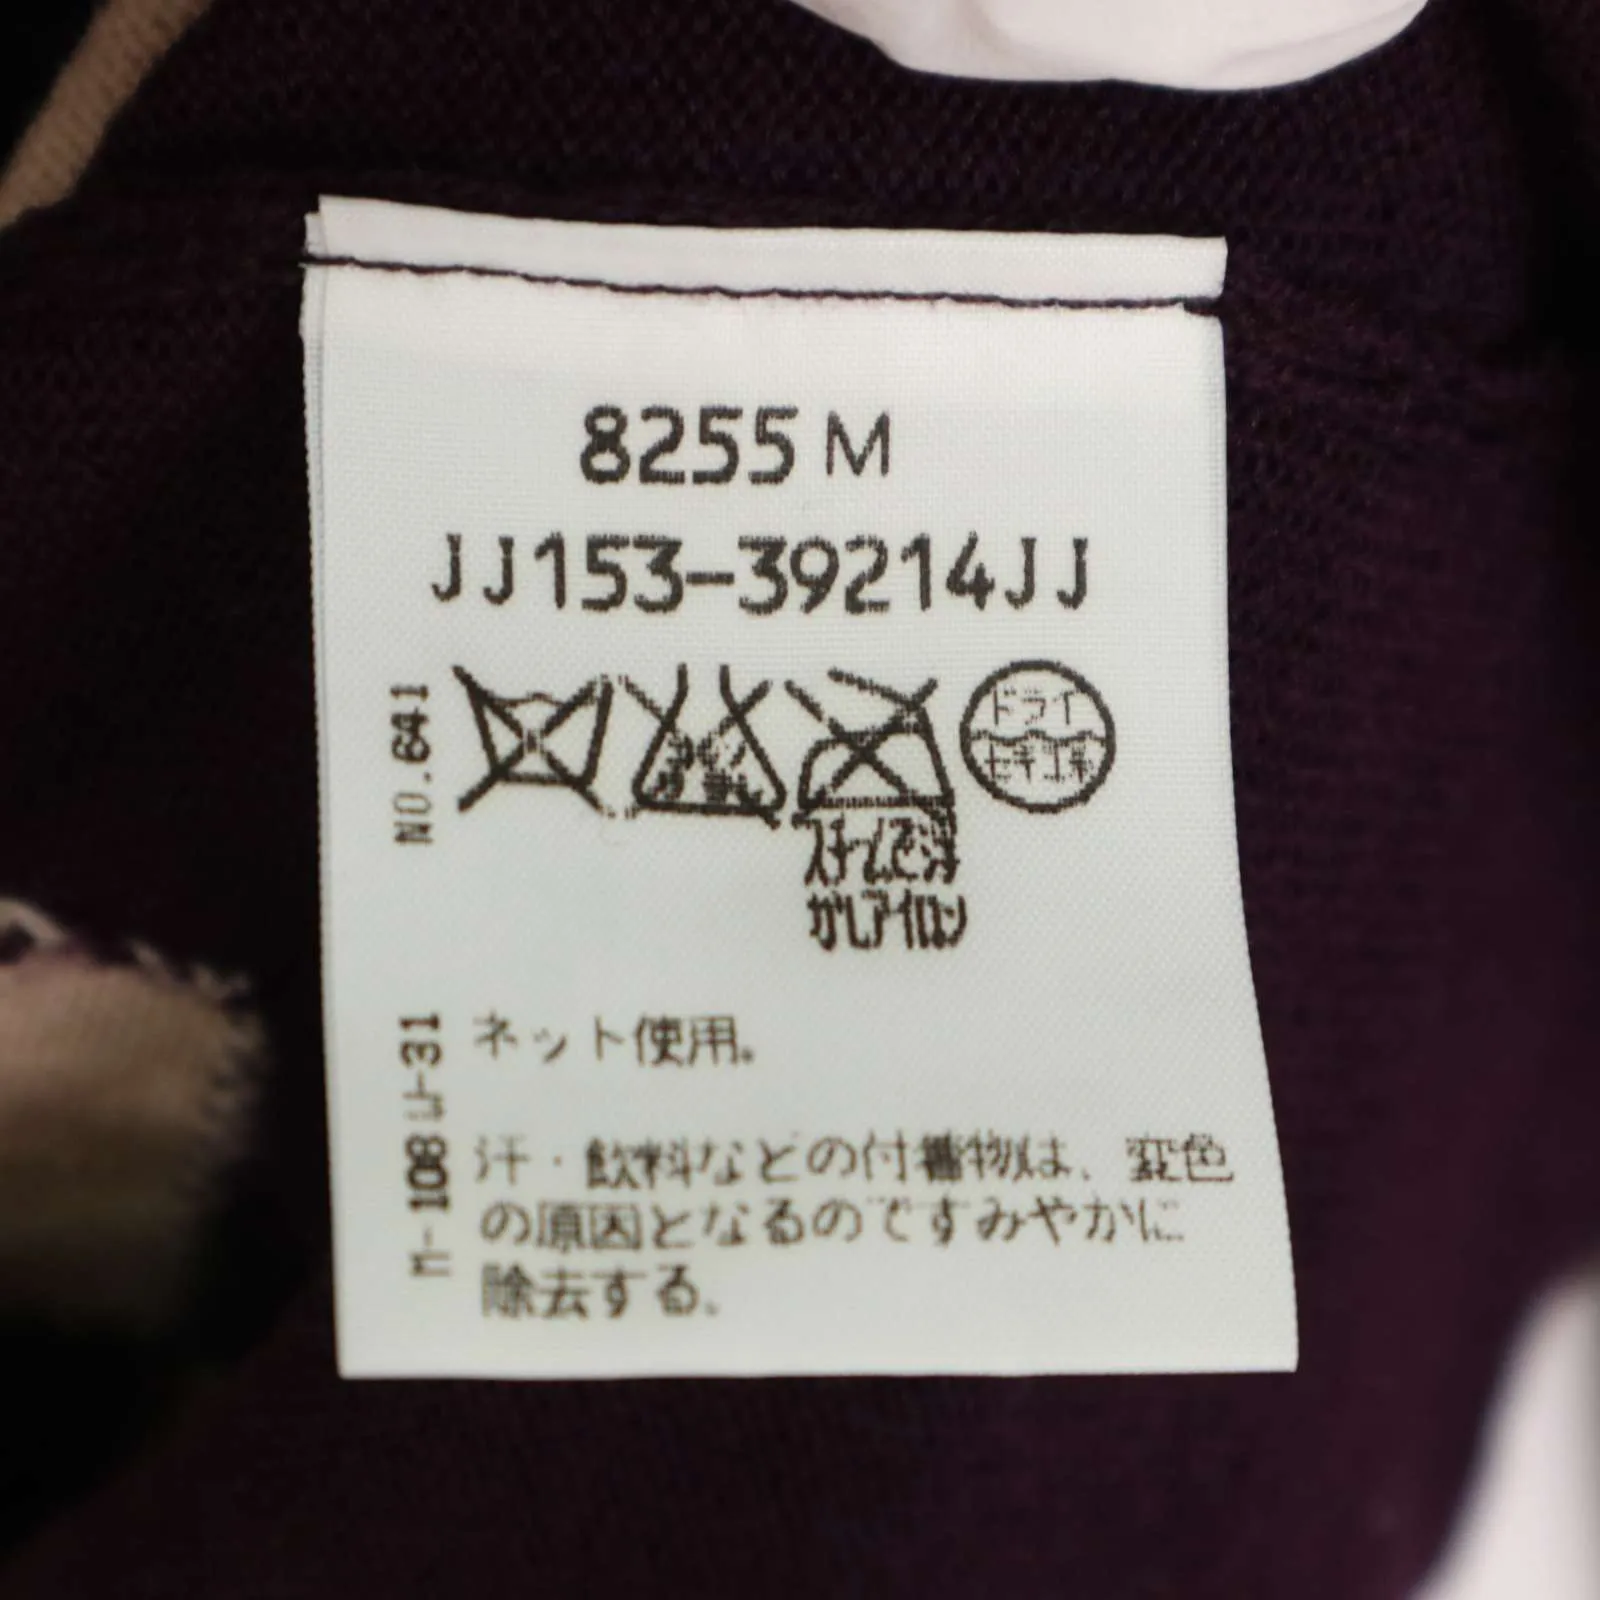 8255 M
JJ153-39214JJ
NO.641
ドライ
セキユ系
スチームで浮
かしアイロン
M-108
-31
ネット使用。
汗・飲料などの付着物は、変色
の原因となるのですみやかに
除去する。